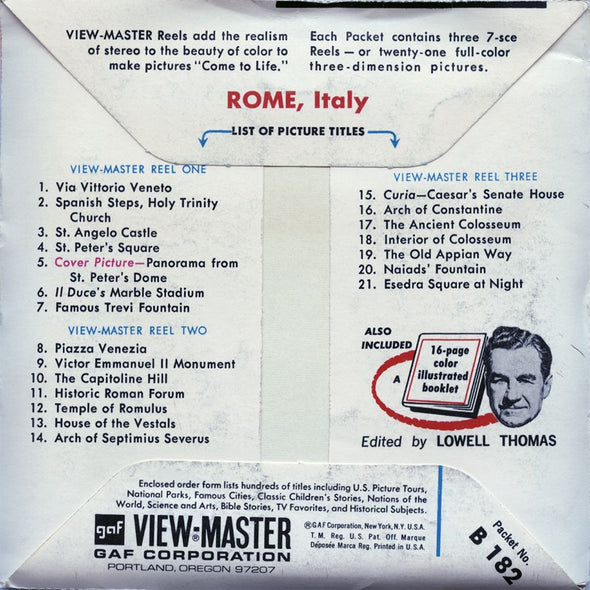 VIEW-MASTER Reels add the realism
of stereo to the beauty of color to
make pictures "Come to Life."
Each Packet contains three 7-sce
Reels — or twenty-one full-color
three-dimension pictures.
ROME, Italy
LIST OF PICTURE TITLES
VIEW-MASTER REEL ONE
1. Via Vittorio Veneto
2. Spanish Steps, Holy Trinity
Church
3. St. Angelo Castle
4. St. Peter's Square
5. Cover Picture—Panorama from
St. Peter's Dome
6. Il Duce's Marble Stadium
7. Famous Trevi Fountain
VIEW-MASTER REEL TWO
8. Piazza Venezia
9. Victor Emmanuel II Monument
10. The Capitoline Hill
11. Historic Roman Forum
12. Temple of Romulus
13. House of the Vestals
14. Arch of Septimius Severus
VIEW-MASTER REEL THREE
15. Curia—Caesar's Senate House
16. Arch of Constantine
17. The Ancient Colosseum
18. Interior of Colosseum
19. The Old Appian Way
20. Naiads' Fountain
21. Esedra Square at Night
ALSO
INCLUDED
A
16-page
color
illustrated
booklet
Edited by LOWELL THOMAS
Enclosed order form lists hundreds of titles including U.S. Picture Tours,
National Parks, Famous Cities, Classic Children's Stories, Nations of the
World, Science and Arts, Bible Stories, TV Favorites, and Historical Subjects.
gaf VIEW-MASTER®
GAF CORPORATION
PORTLAND, OREGON 97207
®GAF Corporation, New York, N.Y. U.S.A.
T. M. Reg. U.S. Pat. Off. Marque
Déposée Marca Reg. Printed in U.S.A.
Packet No.
B 182